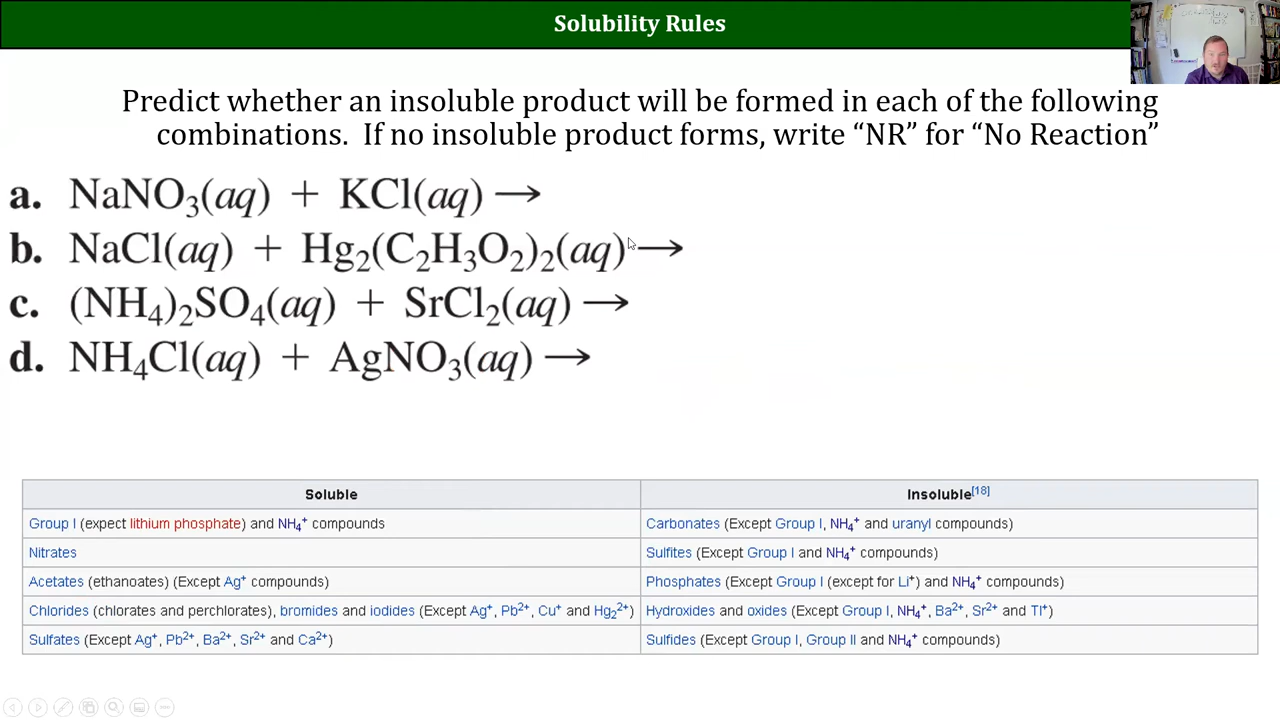 Solubility Rules
Predict whether an insoluble product will be formed in each of the following
combinations.  If no insoluble product forms, write “NR” for “No Reaction”
a. NaNO₃(aq) + KCl(aq) ⟶
b. NaCl(aq) + Hg₂(C₂H₃O₂)₂(aq) ⟶
c. (NH₄)₂SO₄(aq) + SrCl₂(aq) ⟶
d. NH₄Cl(aq) + AgNO₃(aq) ⟶
Soluble Insoluble[18]
Group I (expect lithium phosphate) and NH₄⁺ compounds Carbonates (Except Group I, NH₄⁺ and uranyl compounds)
Nitrates Sulfites (Except Group I and NH₄⁺ compounds)
Acetates (ethanoates) (Except Ag⁺ compounds) Phosphates (Except Group I (except for Li⁺) and NH₄⁺ compounds)
Chlorides (chlorates and perchlorates), bromides and iodides (Except Ag⁺, Pb²⁺, Cu⁺ and Hg₂²⁺) Hydroxides and oxides (Except Group I, NH₄⁺, Ba²⁺, Sr²⁺ and Tl⁺)
Sulfates (Except Ag⁺, Pb²⁺, Ba²⁺, Sr²⁺ and Ca²⁺) Sulfides (Except Group I, Group II and NH₄⁺ compounds)